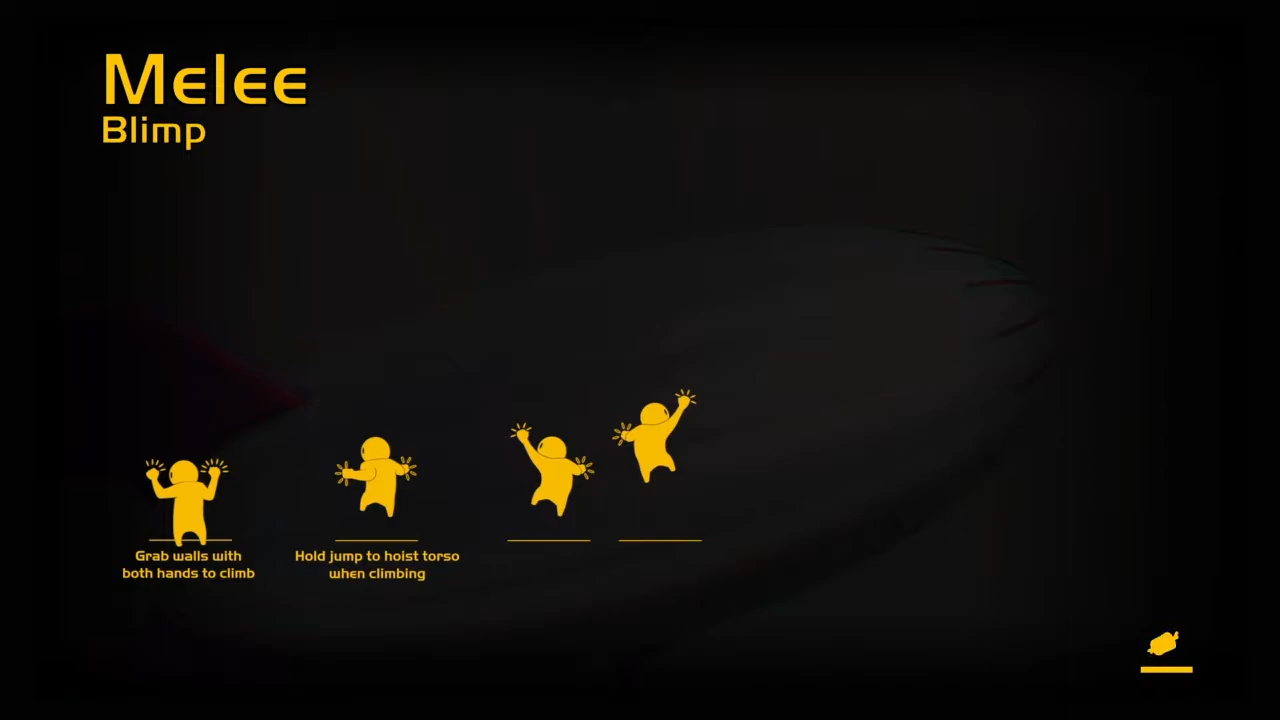 Melee
Blimp
Grab walls with
both hands to climb
Hold jump to hoist torso
when climbing